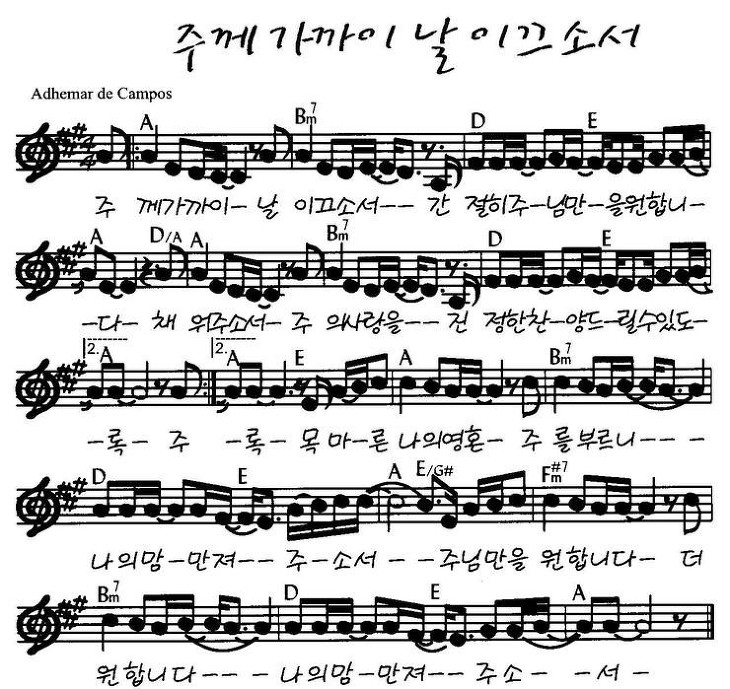 주께 가까이 날 이끄소서
Adhemar de Campos
A Bm7 D E
4
4
주 께가까이- 날 이끄소서-- 간 절히주-님만-을원합니-
A D/A A Bm7 D E
-다- 채 워주소서- 주 의사랑을-- 진 정한찬-양드-릴수있도-
2. A 2. A E A Bm7
-록- 주 -록- 목마-른 나의영혼- 주 를부르니---
D E A E/G# F#m7
나의맘-만져-- 주-소서 - -주님만을 원합니다- 더
Bm7 D E A
원합니다--- 나의맘-만져-- 주소- -서-